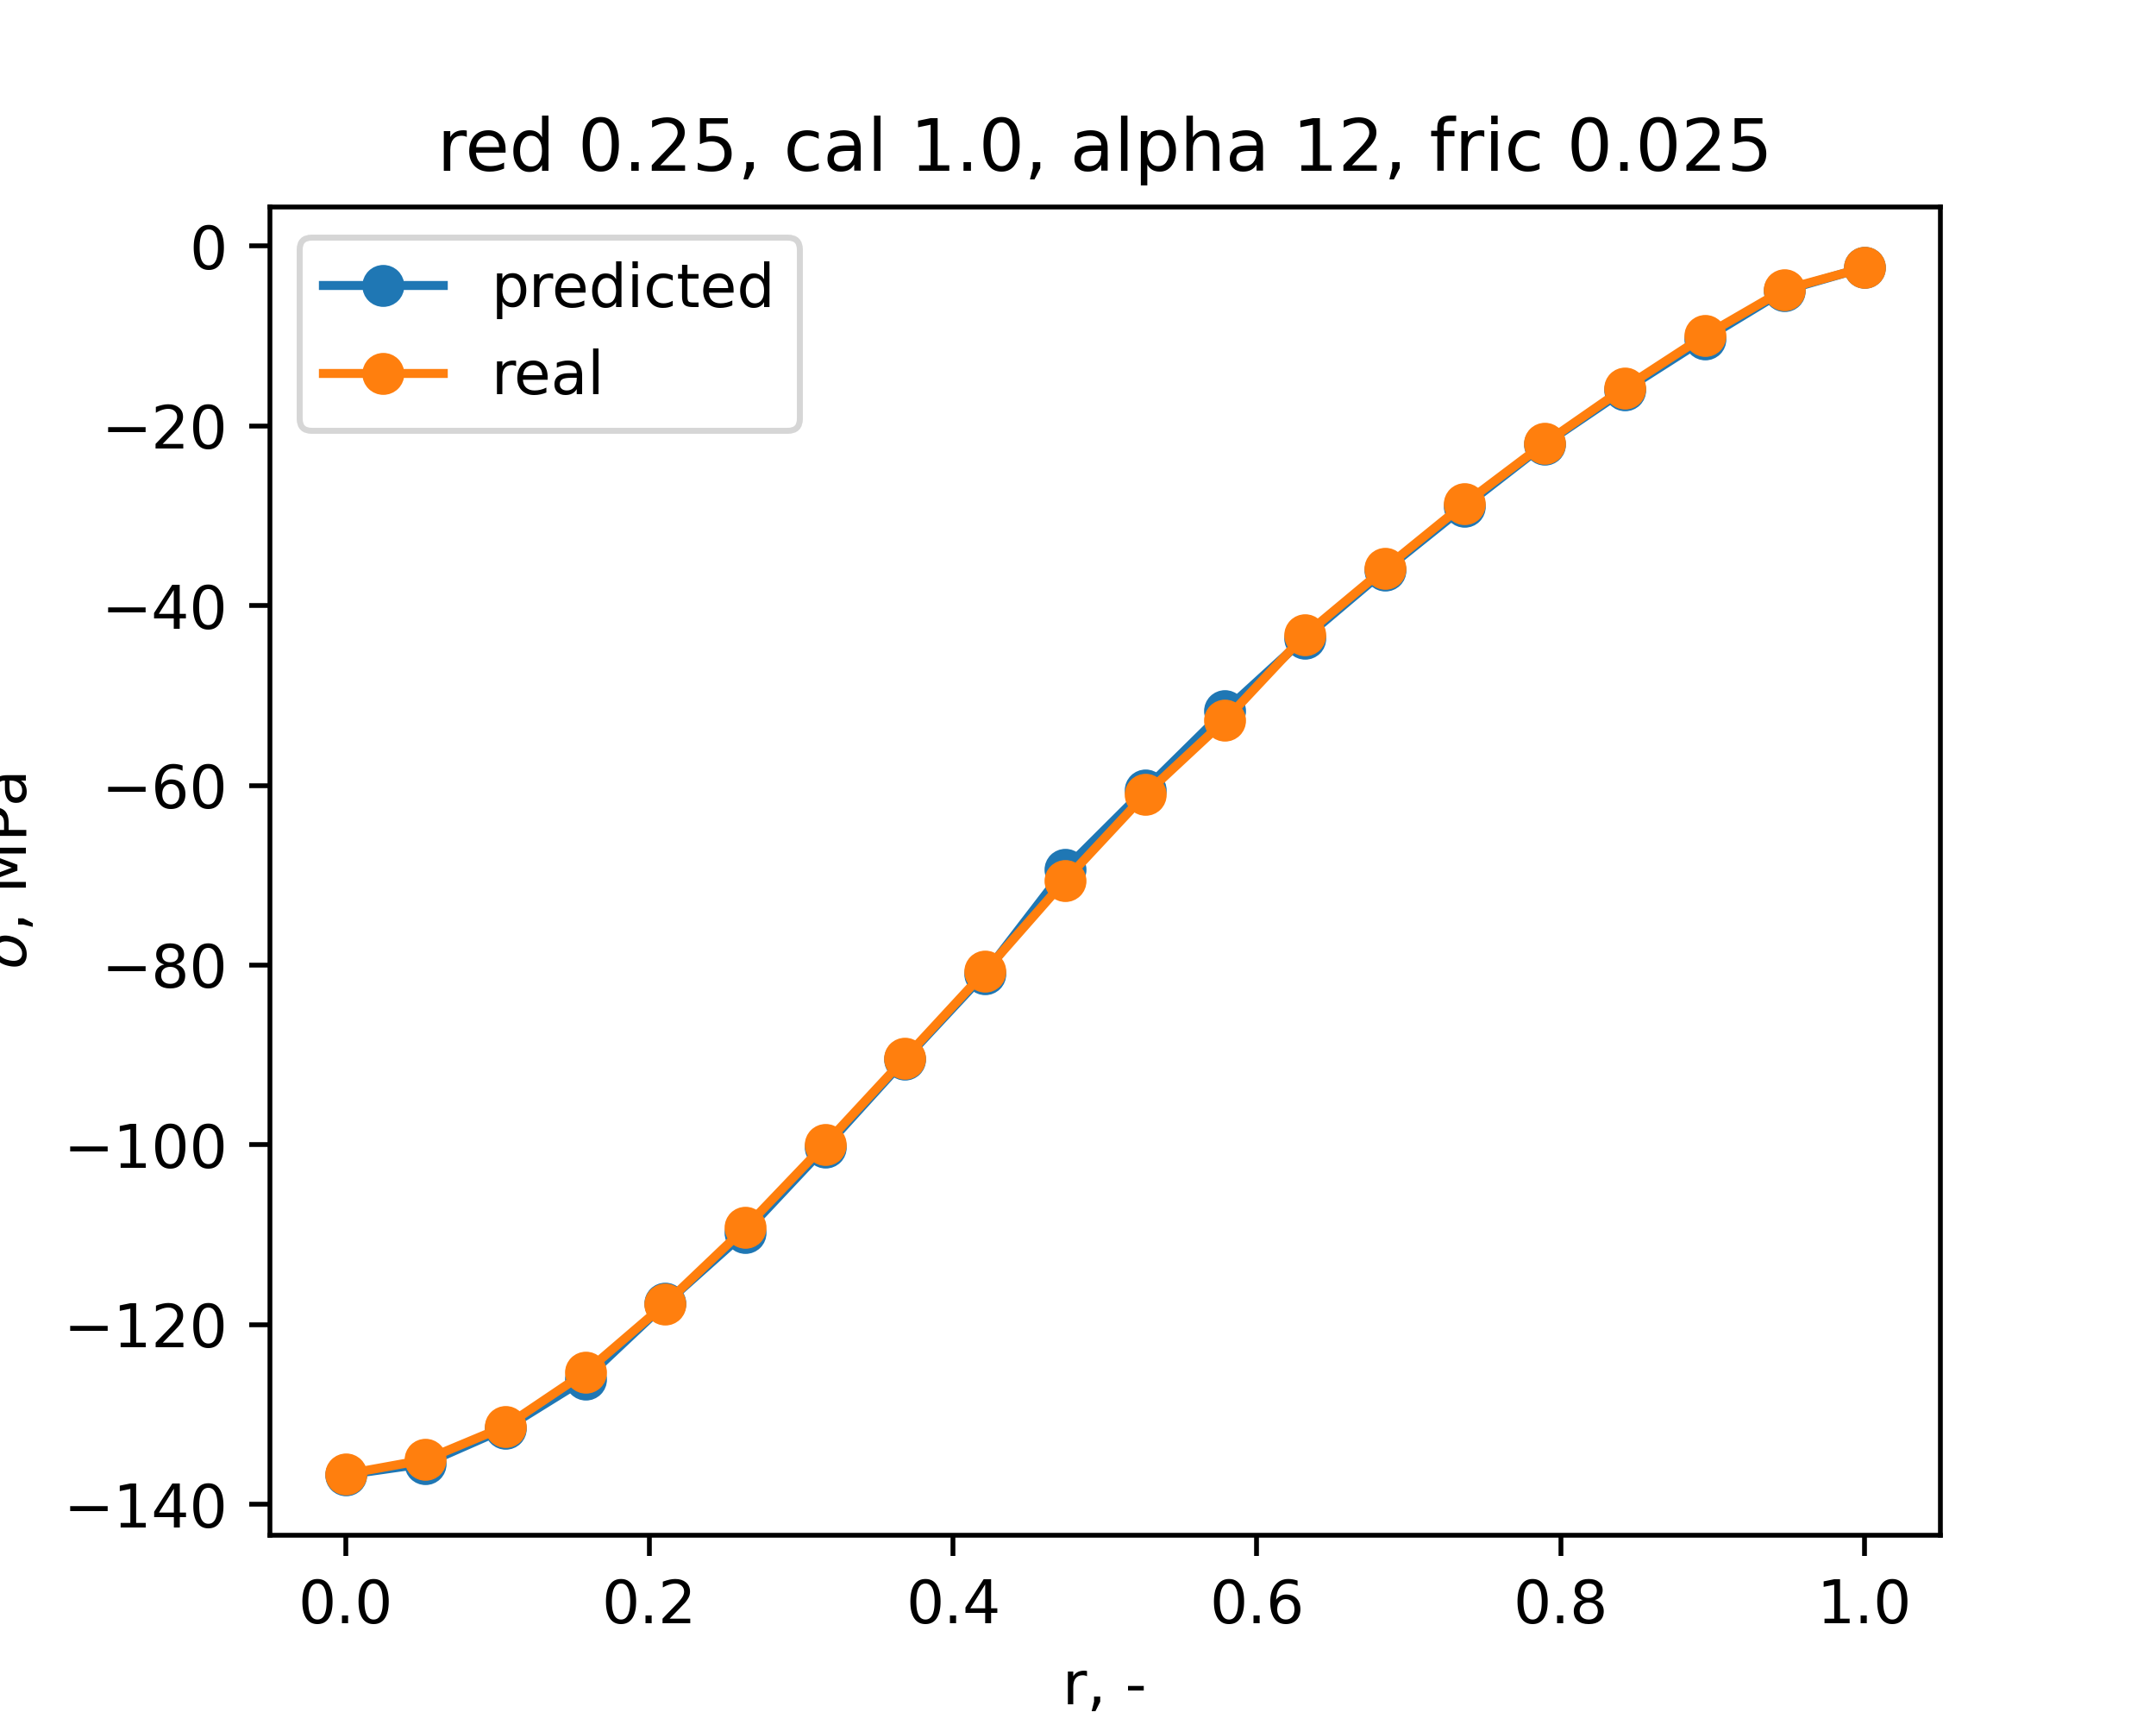 red 0.25, cal 1.0, alpha 12, fric 0.025
predicted
real
0
−20
−40
−60
−80
−100
−120
−140
σ, MPa
0.0 0.2 0.4 0.6 0.8 1.0
r, -